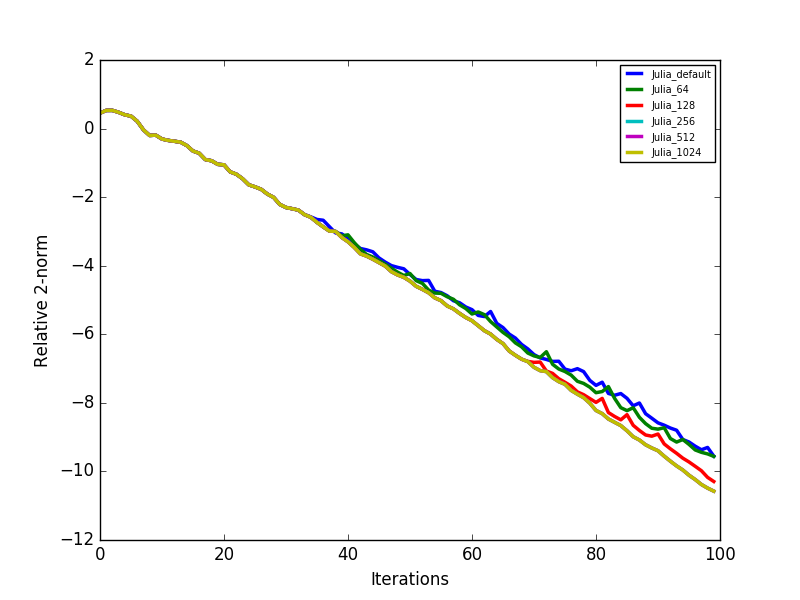 2
0
−2
−4
−6
−8
−10
−12
0 20 40 60 80 100
Relative 2-norm
Iterations
Julia_default
Julia_64
Julia_128
Julia_256
Julia_512
Julia_1024